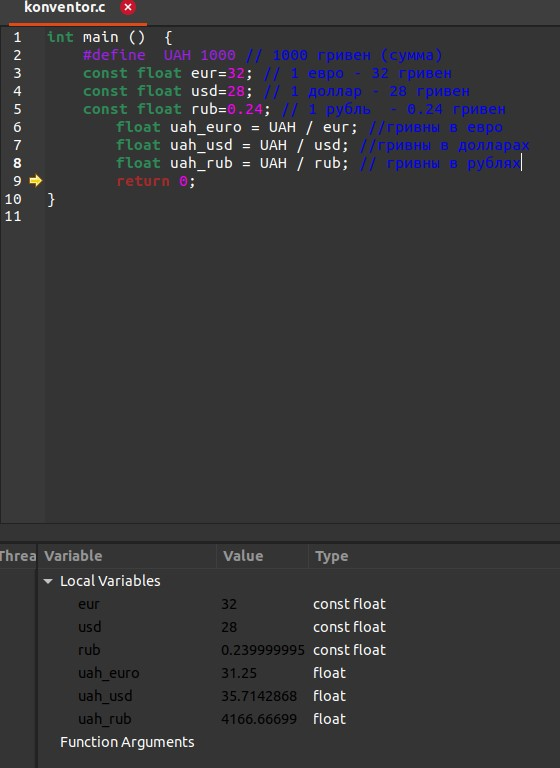 konventor.c
1 int main ()  {
2 #define  UAH 1000 // 1000 гривен (сумма)
3 const float eur=32; // 1 евро - 32 гривен
4 const float usd=28; // 1 доллар - 28 гривен
5 const float rub=0.24; // 1 рубль  - 0.24 гривен
6 float uah_euro = UAH / eur; //гривны в евро
7 float uah_usd = UAH / usd; //гривны в долларах
8 float uah_rub = UAH / rub; // гривны в рублях
9 return 0;
10 }
11
Threa Variable Value Type
Local Variables
eur 32 const float
usd 28 const float
rub 0.239999995 const float
uah_euro 31.25 float
uah_usd 35.7142868 float
uah_rub 4166.66699 float
Function Arguments